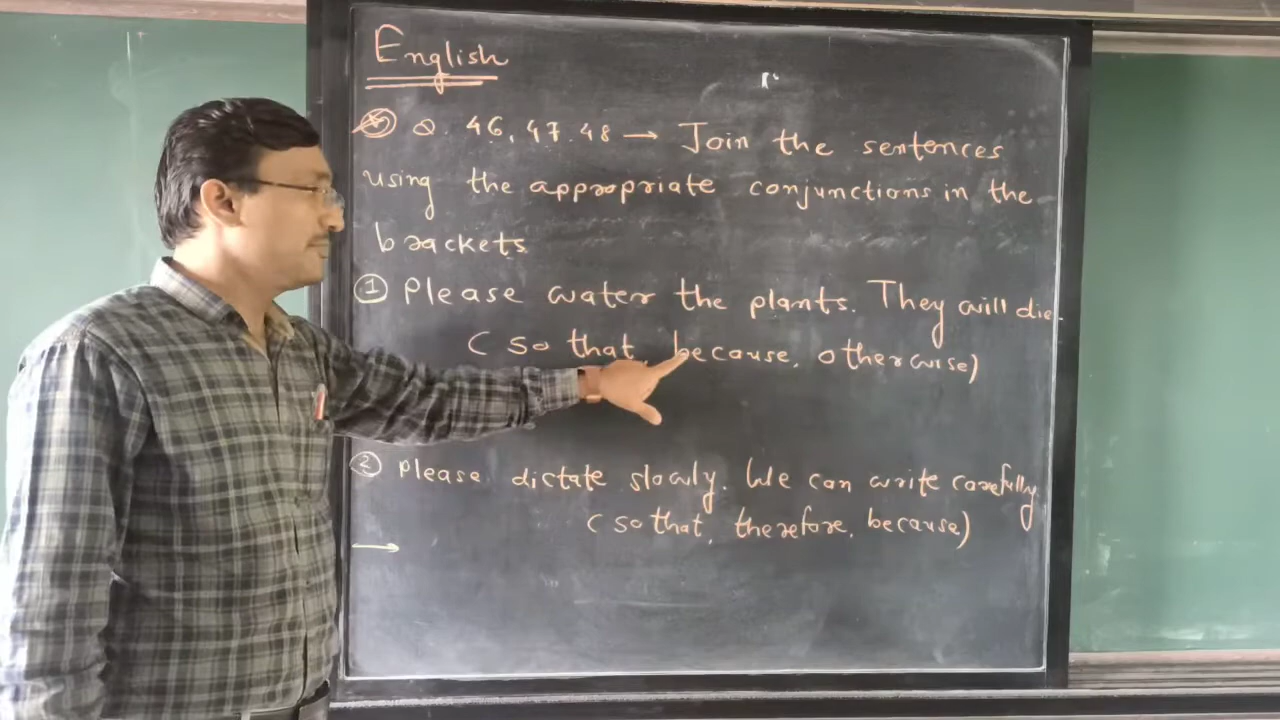 English
Q. 46, 47. 48 → Join the sentences
using the appropriate conjunctions in the
brackets
① Please water the plants. They will die.
(so that, because, otherwise)
② Please dictate slowly. We can write carefully
(so that, therefore, because)
→